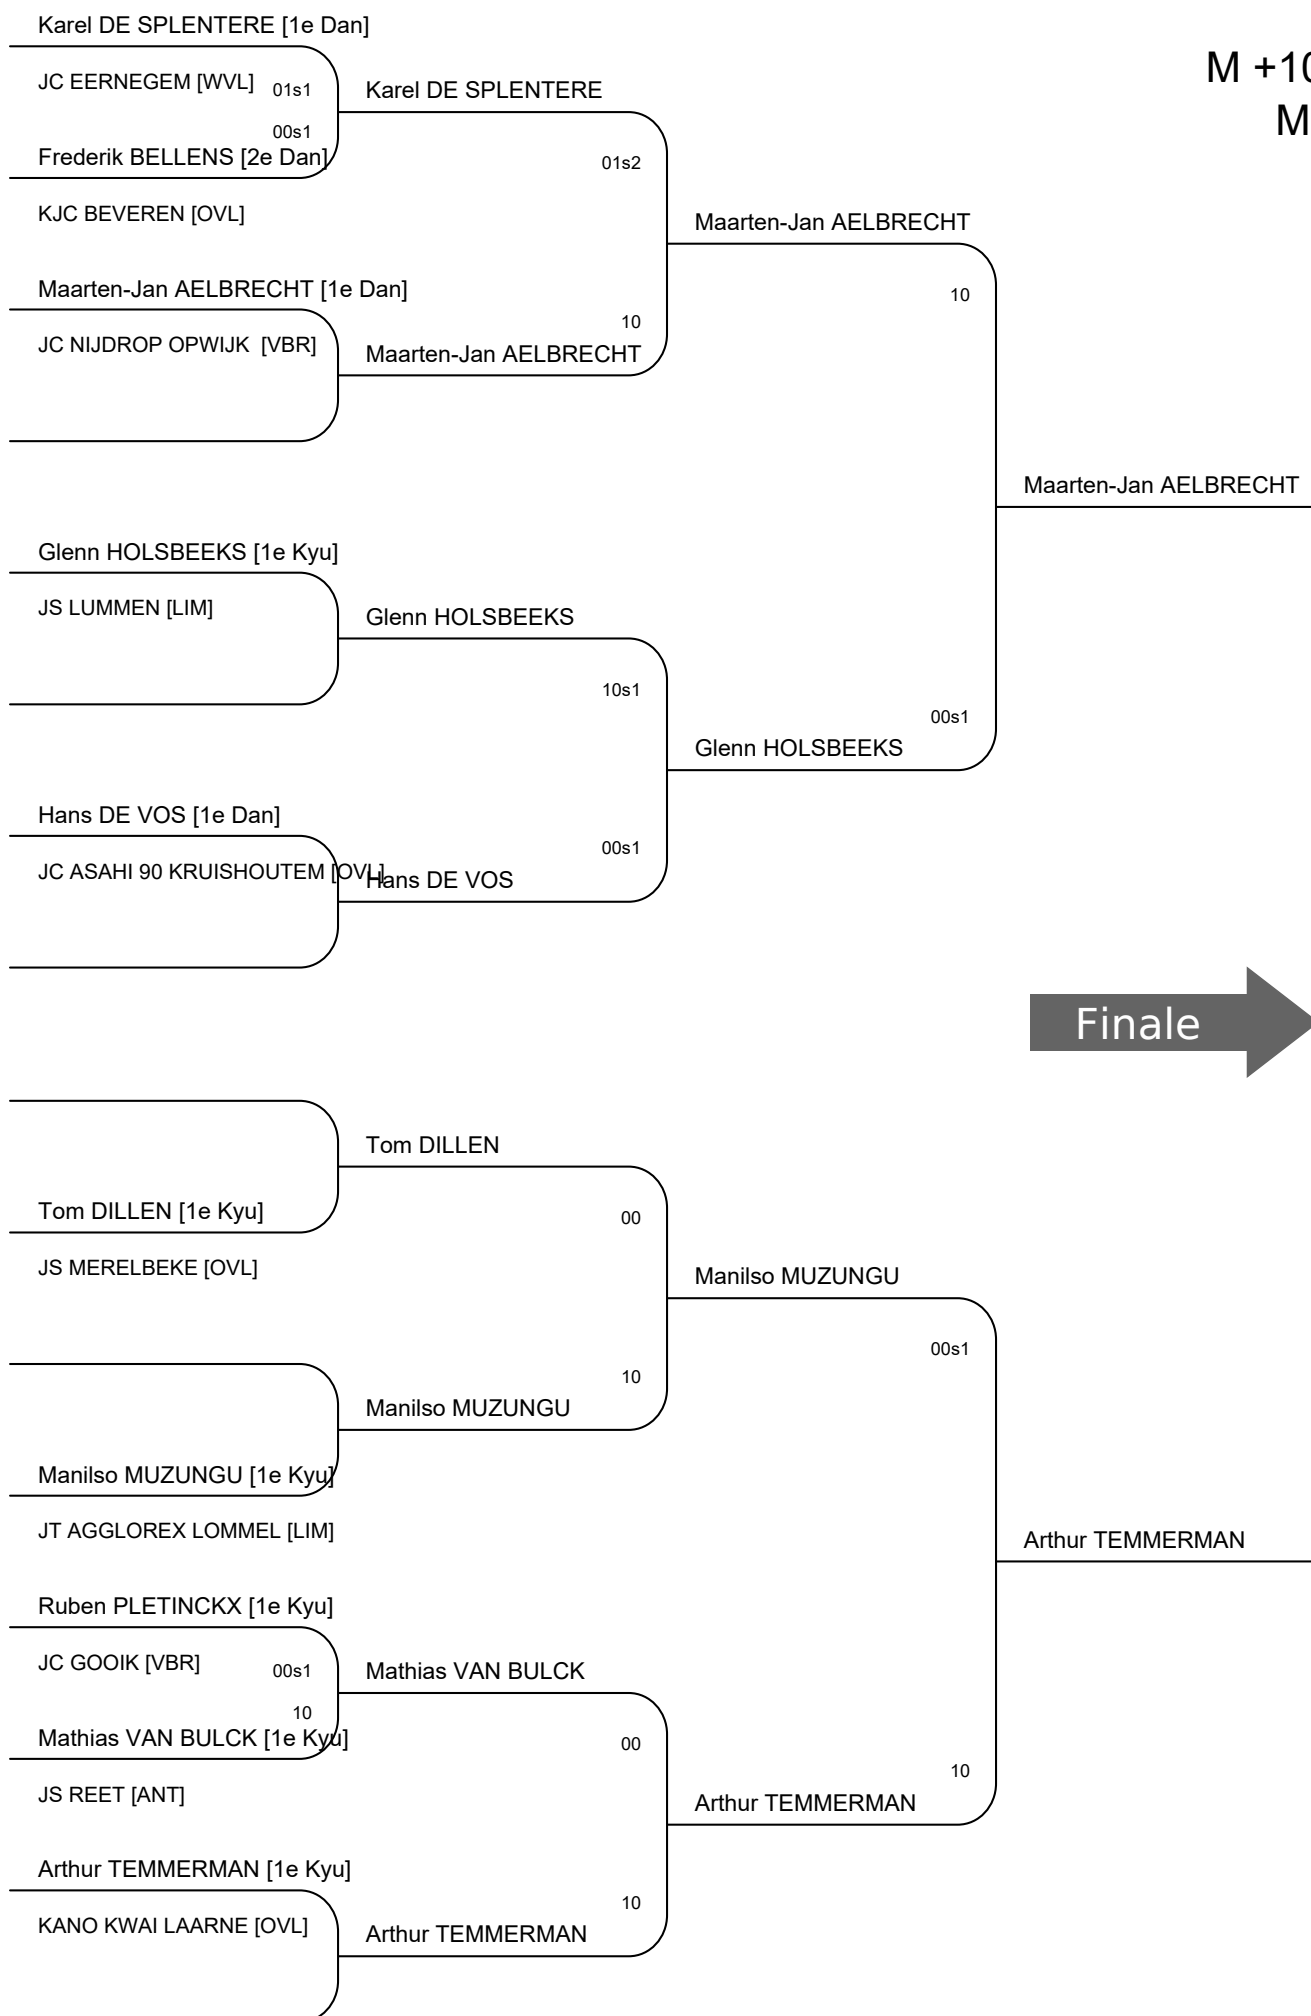 Karel DE SPLENTERE [1e Dan]
M +10
JC EERNEGEM [WVL]
01s1
Karel DE SPLENTERE
M
00s1
Frederik BELLENS [2e Dan]
01s2
KJC BEVEREN [OVL]
Maarten-Jan AELBRECHT
Maarten-Jan AELBRECHT [1e Dan]
10
JC NIJDROP OPWIJK [VBR]
10
Maarten-Jan AELBRECHT
Maarten-Jan AELBRECHT
Glenn HOLSBEEKS [1e Kyu]
JS LUMMEN [LIM]
Glenn HOLSBEEKS
10s1
00s1
Glenn HOLSBEEKS
Hans DE VOS [1e Dan]
00s1
JC ASAHI 90 KRUISHOUTEM [OVL]
Hans DE VOS
Finale
Tom DILLEN
Tom DILLEN [1e Kyu]
00
JS MERELBEKE [OVL]
Manilso MUZUNGU
00s1
10
Manilso MUZUNGU
Manilso MUZUNGU [1e Kyu]
JT AGGLOREX LOMMEL [LIM]
Arthur TEMMERMAN
Ruben PLETINCKX [1e Kyu]
JC GOOIK [VBR]
00s1
Mathias VAN BULCK
10
Mathias VAN BULCK [1e Kyu]
00
10
JS REET [ANT]
Arthur TEMMERMAN
Arthur TEMMERMAN [1e Kyu]
10
KANO KWAI LAARNE [OVL]
Arthur TEMMERMAN